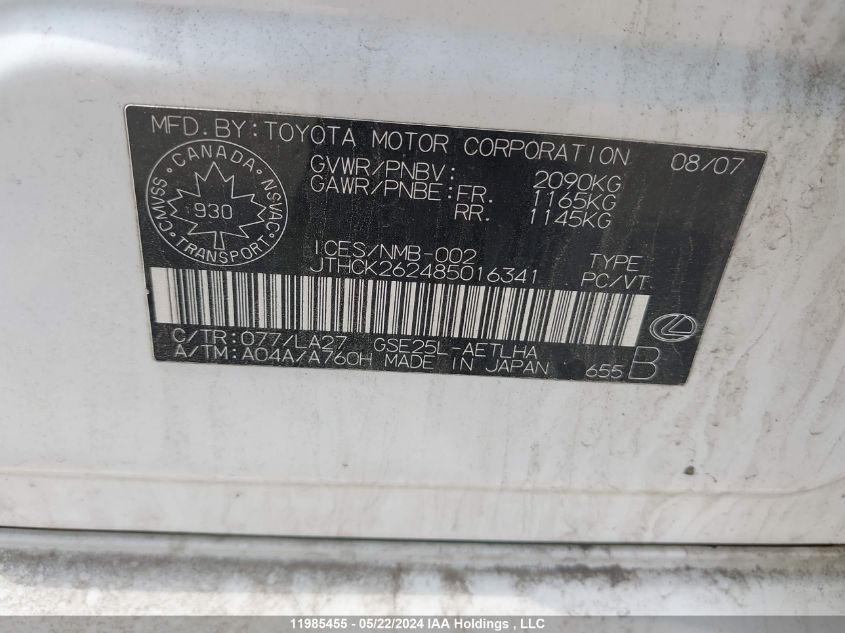 MFD.BY:TOYOTA MOTOR CORPORATION 08/07
GVWR/PNBV: 2090KG
GAWR/PNBE:FR. 1165KG
RR. 1145KG
CANADA
CMVSS 930 NSVAC
TRANSPORT
ICES/NMB-002 TYPE
JTHCK262485016341 PC/VT
C/TR:077/LA27 GSE25L-AETLHA
A/TM:A04A/A760H MADE IN JAPAN 655 B
11985455 - 05/22/2024 IAA Holdings , LLC